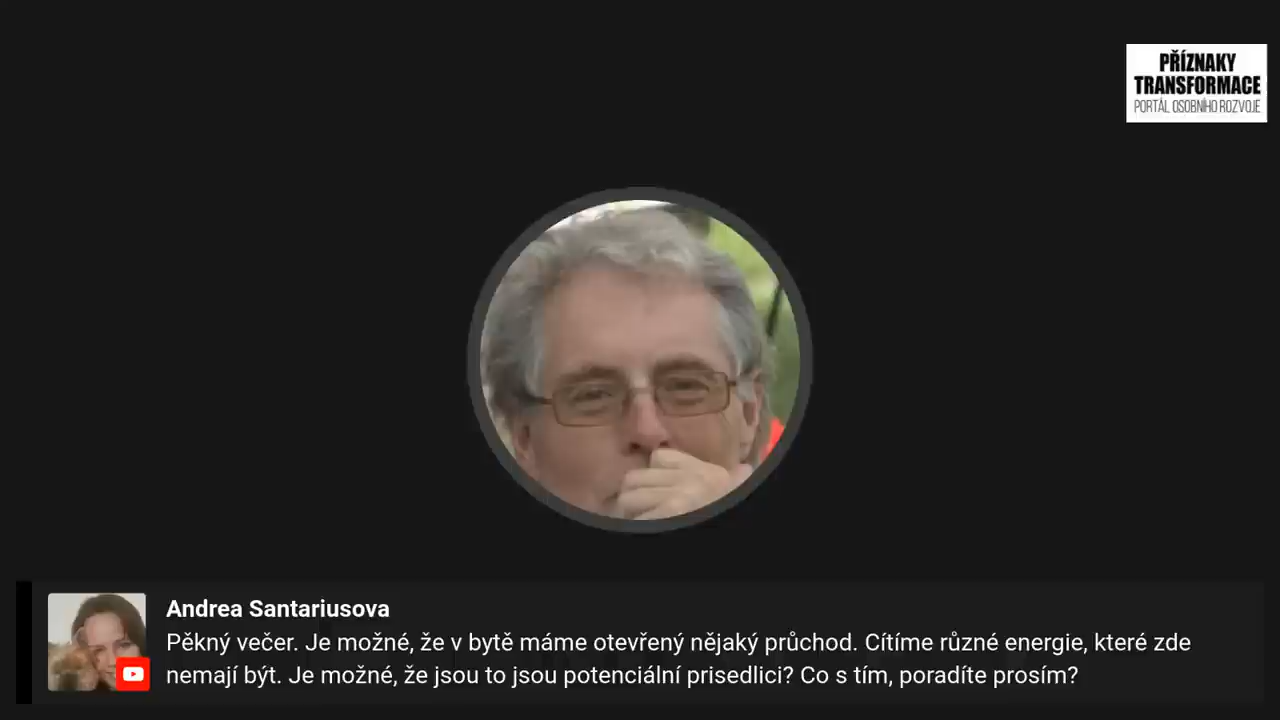 PŘÍZNAKY
TRANSFORMACE
PORTÁL OSOBNÍHO ROZVOJE
Andrea Santariusova
Pěkný večer. Je možné, že v bytě máme otevřený nějaký průchod. Cítíme různé energie, které zde
nemají být. Je možné, že jsou to jsou potenciální prisedlici? Co s tím, poradíte prosím?